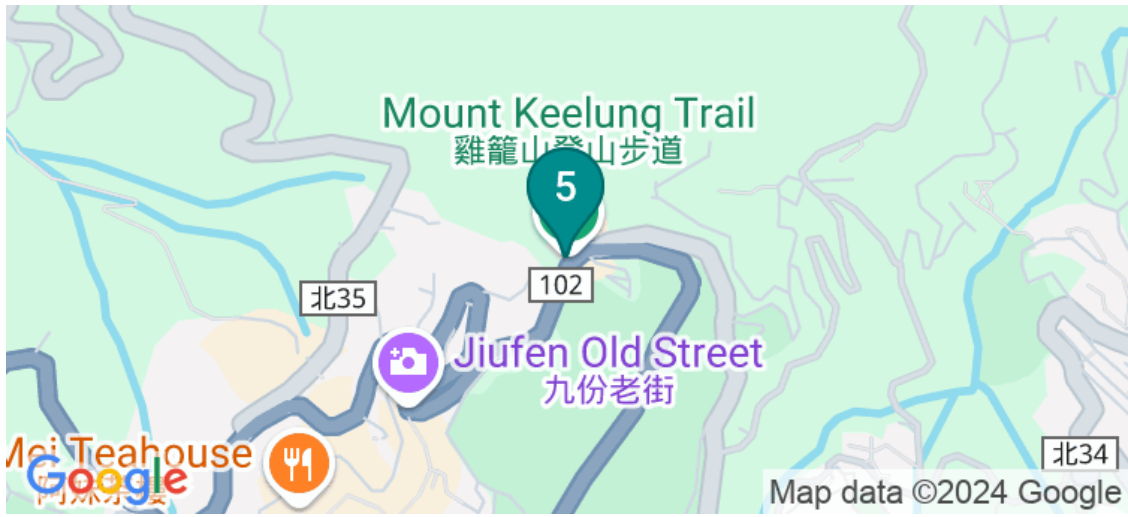 Mount Keelung Trail
雞籠山登山步道
5
102
北35
Jiufen Old Street
九份老街
Mei Teahouse
北34
Google
Map data ©2024 Google